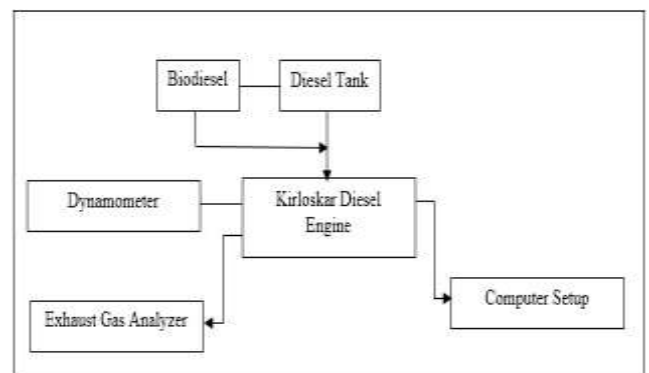 Biodiesel
Diesel Tank
Dynamometer
Kirloskar Diesel
Engine
Computer Setup
Exhaust Gas Analyzer